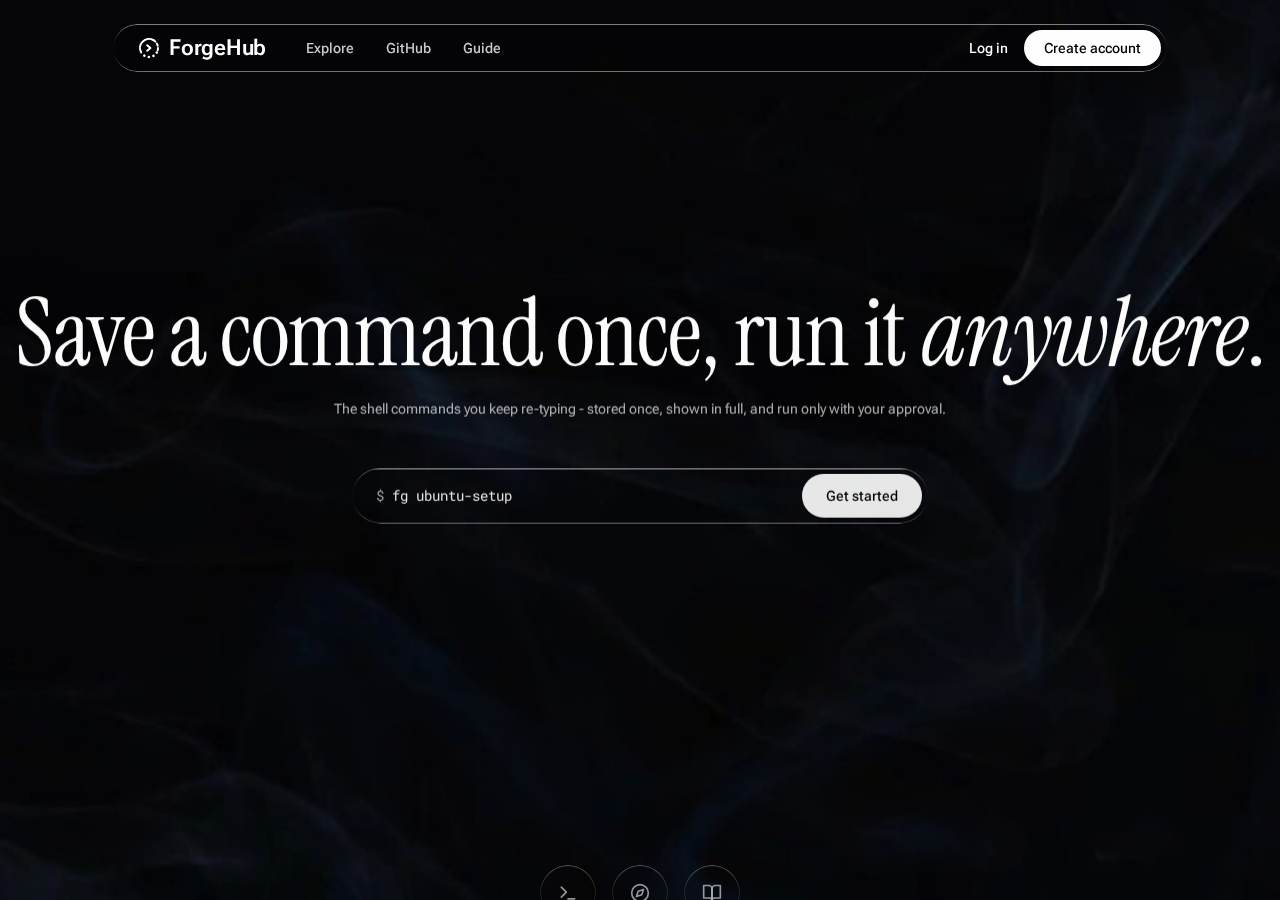 ForgeHub
Explore
GitHub
Guide
Log in
Create account
Save a command once, run it anywhere.
The shell commands you keep re-typing - stored once, shown in full, and run only with your approval.
$ fg ubuntu-setup
Get started